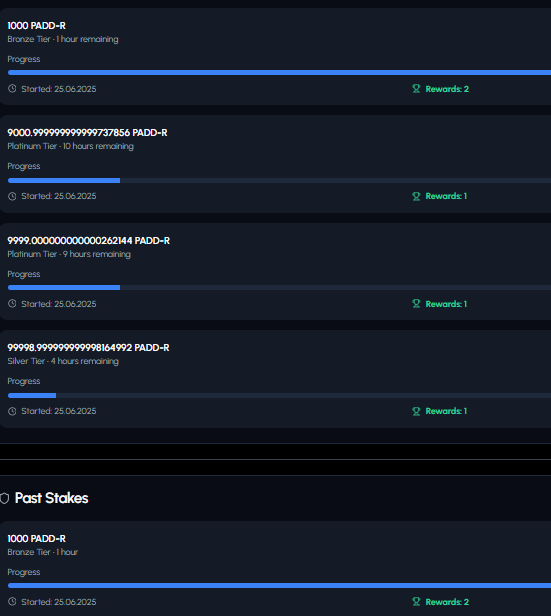 1000 PADD-R
Bronze Tier · 1 hour remaining
Progress
Started: 25.06.2025
Rewards: 2
9000.999999999999737856 PADD-R
Platinum Tier · 10 hours remaining
Progress
Started: 25.06.2025
Rewards: 1
9999.000000000000262144 PADD-R
Platinum Tier · 9 hours remaining
Progress
Started: 25.06.2025
Rewards: 1
99998.999999999998164992 PADD-R
Silver Tier · 4 hours remaining
Progress
Started: 25.06.2025
Rewards: 1
Past Stakes
1000 PADD-R
Bronze Tier · 1 hour
Progress
Started: 25.06.2025
Rewards: 2